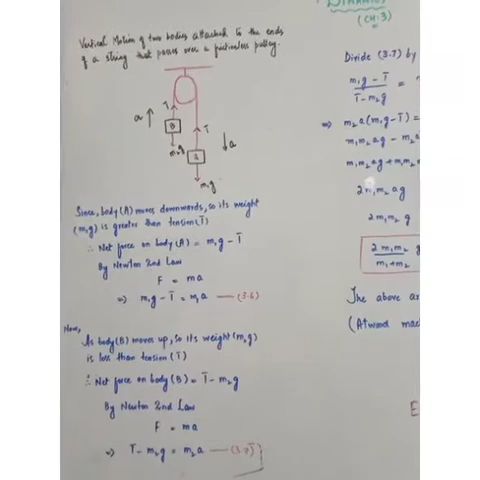 DYNAMICS
(CH.3)
Vertical Motion of two bodies attached to the ends
of a string that passes over a frictionless pulley.
T
a
B
T
m₂g
A
a
m₁g
Since, body (A) moves downwards, so its weight
(m₁g) is greater than tension (T)
∴ Net force on body (A) = m₁g - T
By Newton 2nd Law
F = ma
⇒ m₁g - T = m₁a — (3.6)
Now,
As body (B) moves up, so its weight (m₂g)
is less than tension (T)
∴ Net force on body (B) = T - m₂g
By Newton 2nd Law
F = ma
⇒ T - m₂g = m₂a — (3.7)
Divide (3.7) by
m₁g - T
T - m₂g
=
⇒ m₂a(m₁g - T) =
m₁m₂ag - m₂a
m₁m₂ag + m₁m₂
2m₁m₂ag
2m₁m₂g
2m₁m₂
m₁+m₂
g
The above
(Atwood
E